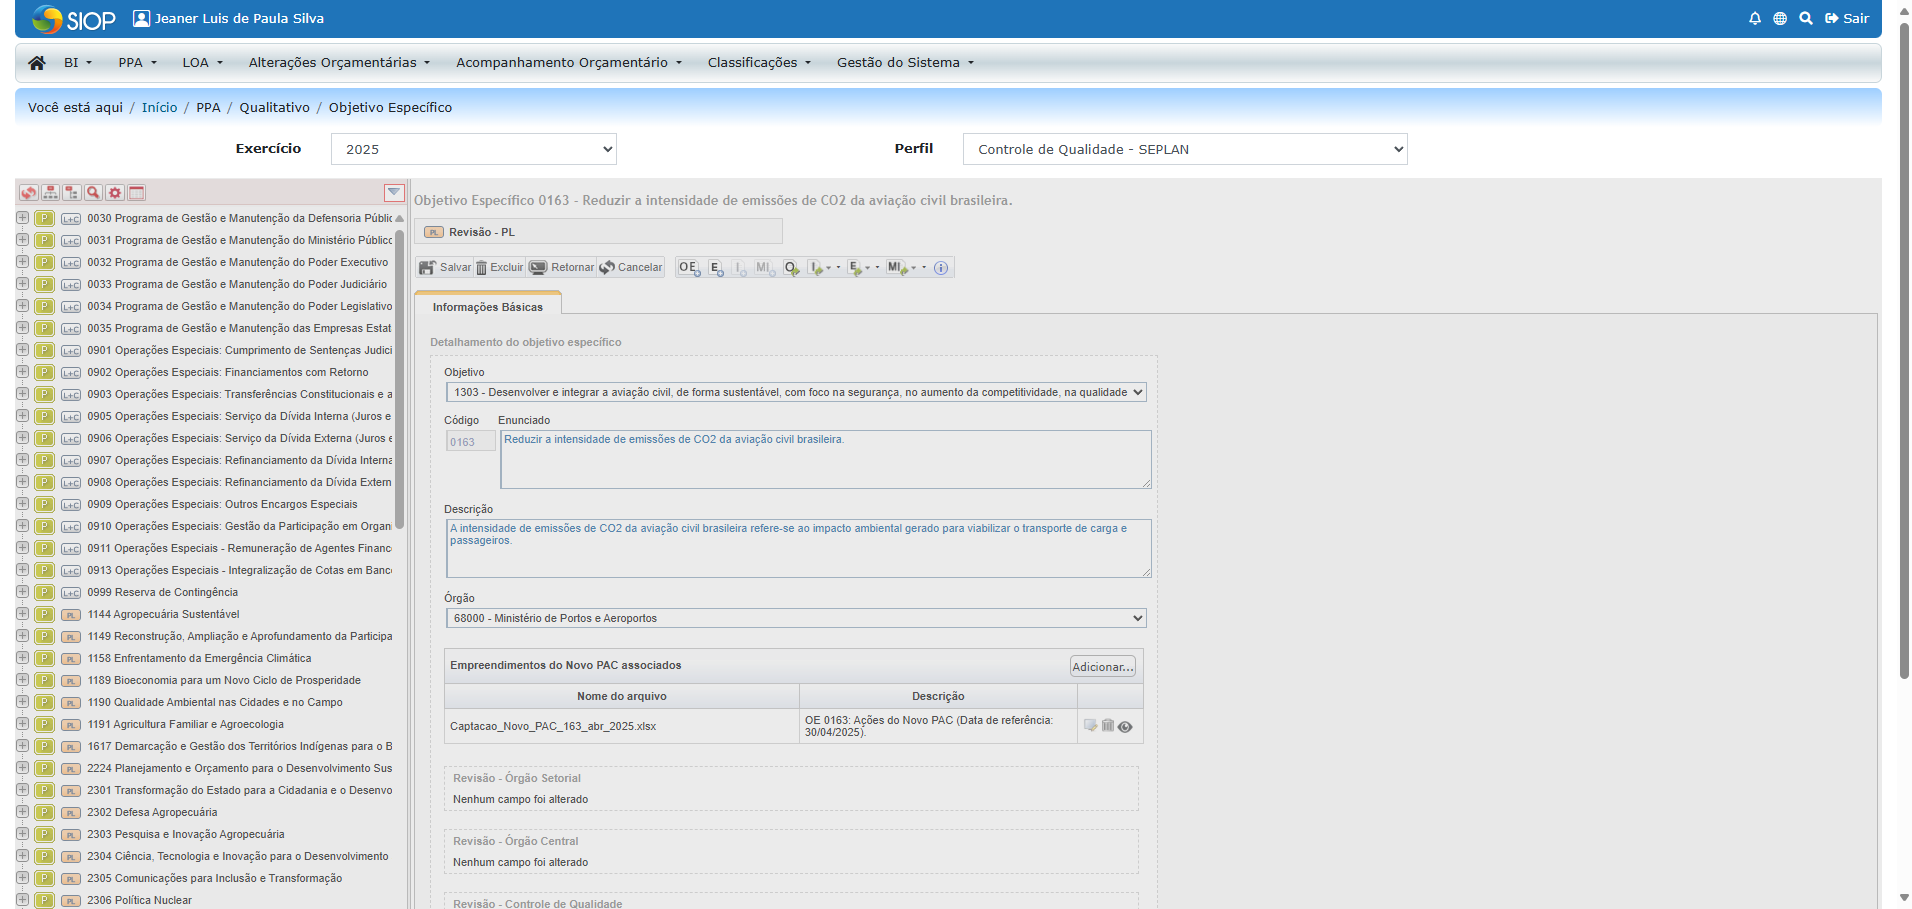 SIOP Jeaner Luis de Paula Silva Sair
BI PPA LOA Alterações Orçamentárias Acompanhamento Orçamentário Classificações Gestão do Sistema
Você está aqui / Início / PPA / Qualitativo / Objetivo Específico
Exercício 2025 Perfil Controle de Qualidade - SEPLAN
P L+C 0030 Programa de Gestão e Manutenção da Defensoria Públic
P L+C 0031 Programa de Gestão e Manutenção do Ministério Público
P L+C 0032 Programa de Gestão e Manutenção do Poder Executivo
P L+C 0033 Programa de Gestão e Manutenção do Poder Judiciário
P L+C 0034 Programa de Gestão e Manutenção do Poder Legislativo
P L+C 0035 Programa de Gestão e Manutenção das Empresas Estat
P L+C 0901 Operações Especiais: Cumprimento de Sentenças Judici
P L+C 0902 Operações Especiais: Financiamentos com Retorno
P L+C 0903 Operações Especiais: Transferências Constitucionais e a
P L+C 0905 Operações Especiais: Serviço da Dívida Interna (Juros e
P L+C 0906 Operações Especiais: Serviço da Dívida Externa (Juros e
P L+C 0907 Operações Especiais: Refinanciamento da Dívida Interna
P L+C 0908 Operações Especiais: Refinanciamento da Dívida Extern
P L+C 0909 Operações Especiais: Outros Encargos Especiais
P L+C 0910 Operações Especiais: Gestão da Participação em Organi
P L+C 0911 Operações Especiais - Remuneração de Agentes Financ
P L+C 0913 Operações Especiais - Integralização de Cotas em Banc
P L+C 0999 Reserva de Contingência
P PL 1144 Agropecuária Sustentável
P PL 1149 Reconstrução, Ampliação e Aprofundamento da Participa
P PL 1158 Enfrentamento da Emergência Climática
P PL 1189 Bioeconomia para um Novo Ciclo de Prosperidade
P PL 1190 Qualidade Ambiental nas Cidades e no Campo
P PL 1191 Agricultura Familiar e Agroecologia
P PL 1617 Demarcação e Gestão dos Territórios Indígenas para o B
P PL 2224 Planejamento e Orçamento para o Desenvolvimento Sus
P PL 2301 Transformação do Estado para a Cidadania e o Desenvo
P PL 2302 Defesa Agropecuária
P PL 2303 Pesquisa e Inovação Agropecuária
P PL 2304 Ciência, Tecnologia e Inovação para o Desenvolvimento
P PL 2305 Comunicações para Inclusão e Transformação
P PL 2306 Política Nuclear
Objetivo Específico 0163 - Reduzir a intensidade de emissões de CO2 da aviação civil brasileira.
PL Revisão - PL
Salvar Excluir Retornar Cancelar OE E I MI O I E MI
Informações Básicas
Detalhamento do objetivo específico
Objetivo
1303 - Desenvolver e integrar a aviação civil, de forma sustentável, com foco na segurança, no aumento da competitividade, na qualidade
Código Enunciado
0163 Reduzir a intensidade de emissões de CO2 da aviação civil brasileira.
Descrição
A intensidade de emissões de CO2 da aviação civil brasileira refere-se ao impacto ambiental gerado para viabilizar o transporte de carga e
passageiros.
Órgão
68000 - Ministério de Portos e Aeroportos
Empreendimentos do Novo PAC associados Adicionar...
Nome do arquivo Descrição
Captacao_Novo_PAC_163_abr_2025.xlsx
OE 0163: Ações do Novo PAC (Data de referência:
30/04/2025).
Revisão - Órgão Setorial
Nenhum campo foi alterado
Revisão - Órgão Central
Nenhum campo foi alterado
Revisão - Controle de Qualidade